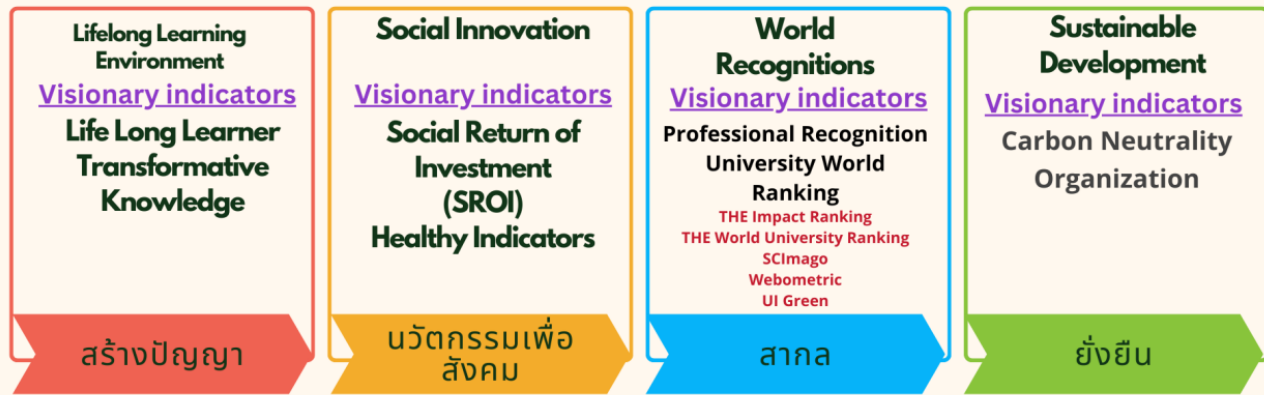 Lifelong Learning
Environment
Visionary indicators
Life Long Learner
Transformative
Knowledge
สร้างปัญญา
Social Innovation
Visionary indicators
Social Return of
Investment
(SROI)
Healthy Indicators
นวัตกรรมเพื่อ
สังคม
World
Recognitions
Visionary indicators
Professional Recognition
University World
Ranking
THE Impact Ranking
THE World University Ranking
SCImago
Webometric
UI Green
สากล
Sustainable
Development
Visionary indicators
Carbon Neutrality
Organization
ยั่งยืน